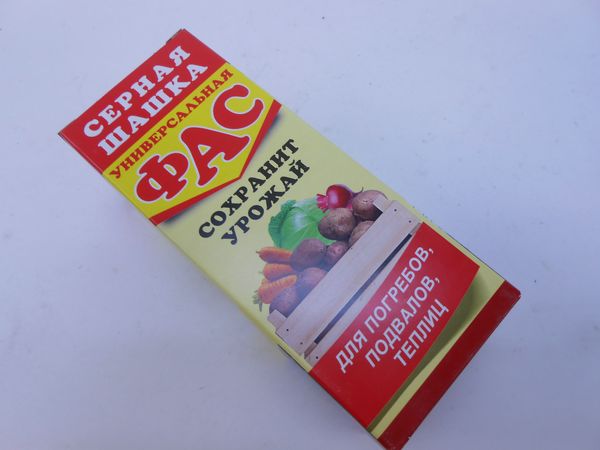 СЕРНАЯ
ШАШКА
УНИВЕРСАЛЬНАЯ
ФАС
СОХРАНИТ
УРОЖАЙ
ДЛЯ ПОГРЕБОВ,
ПОДВАЛОВ,
ТЕПЛИЦ